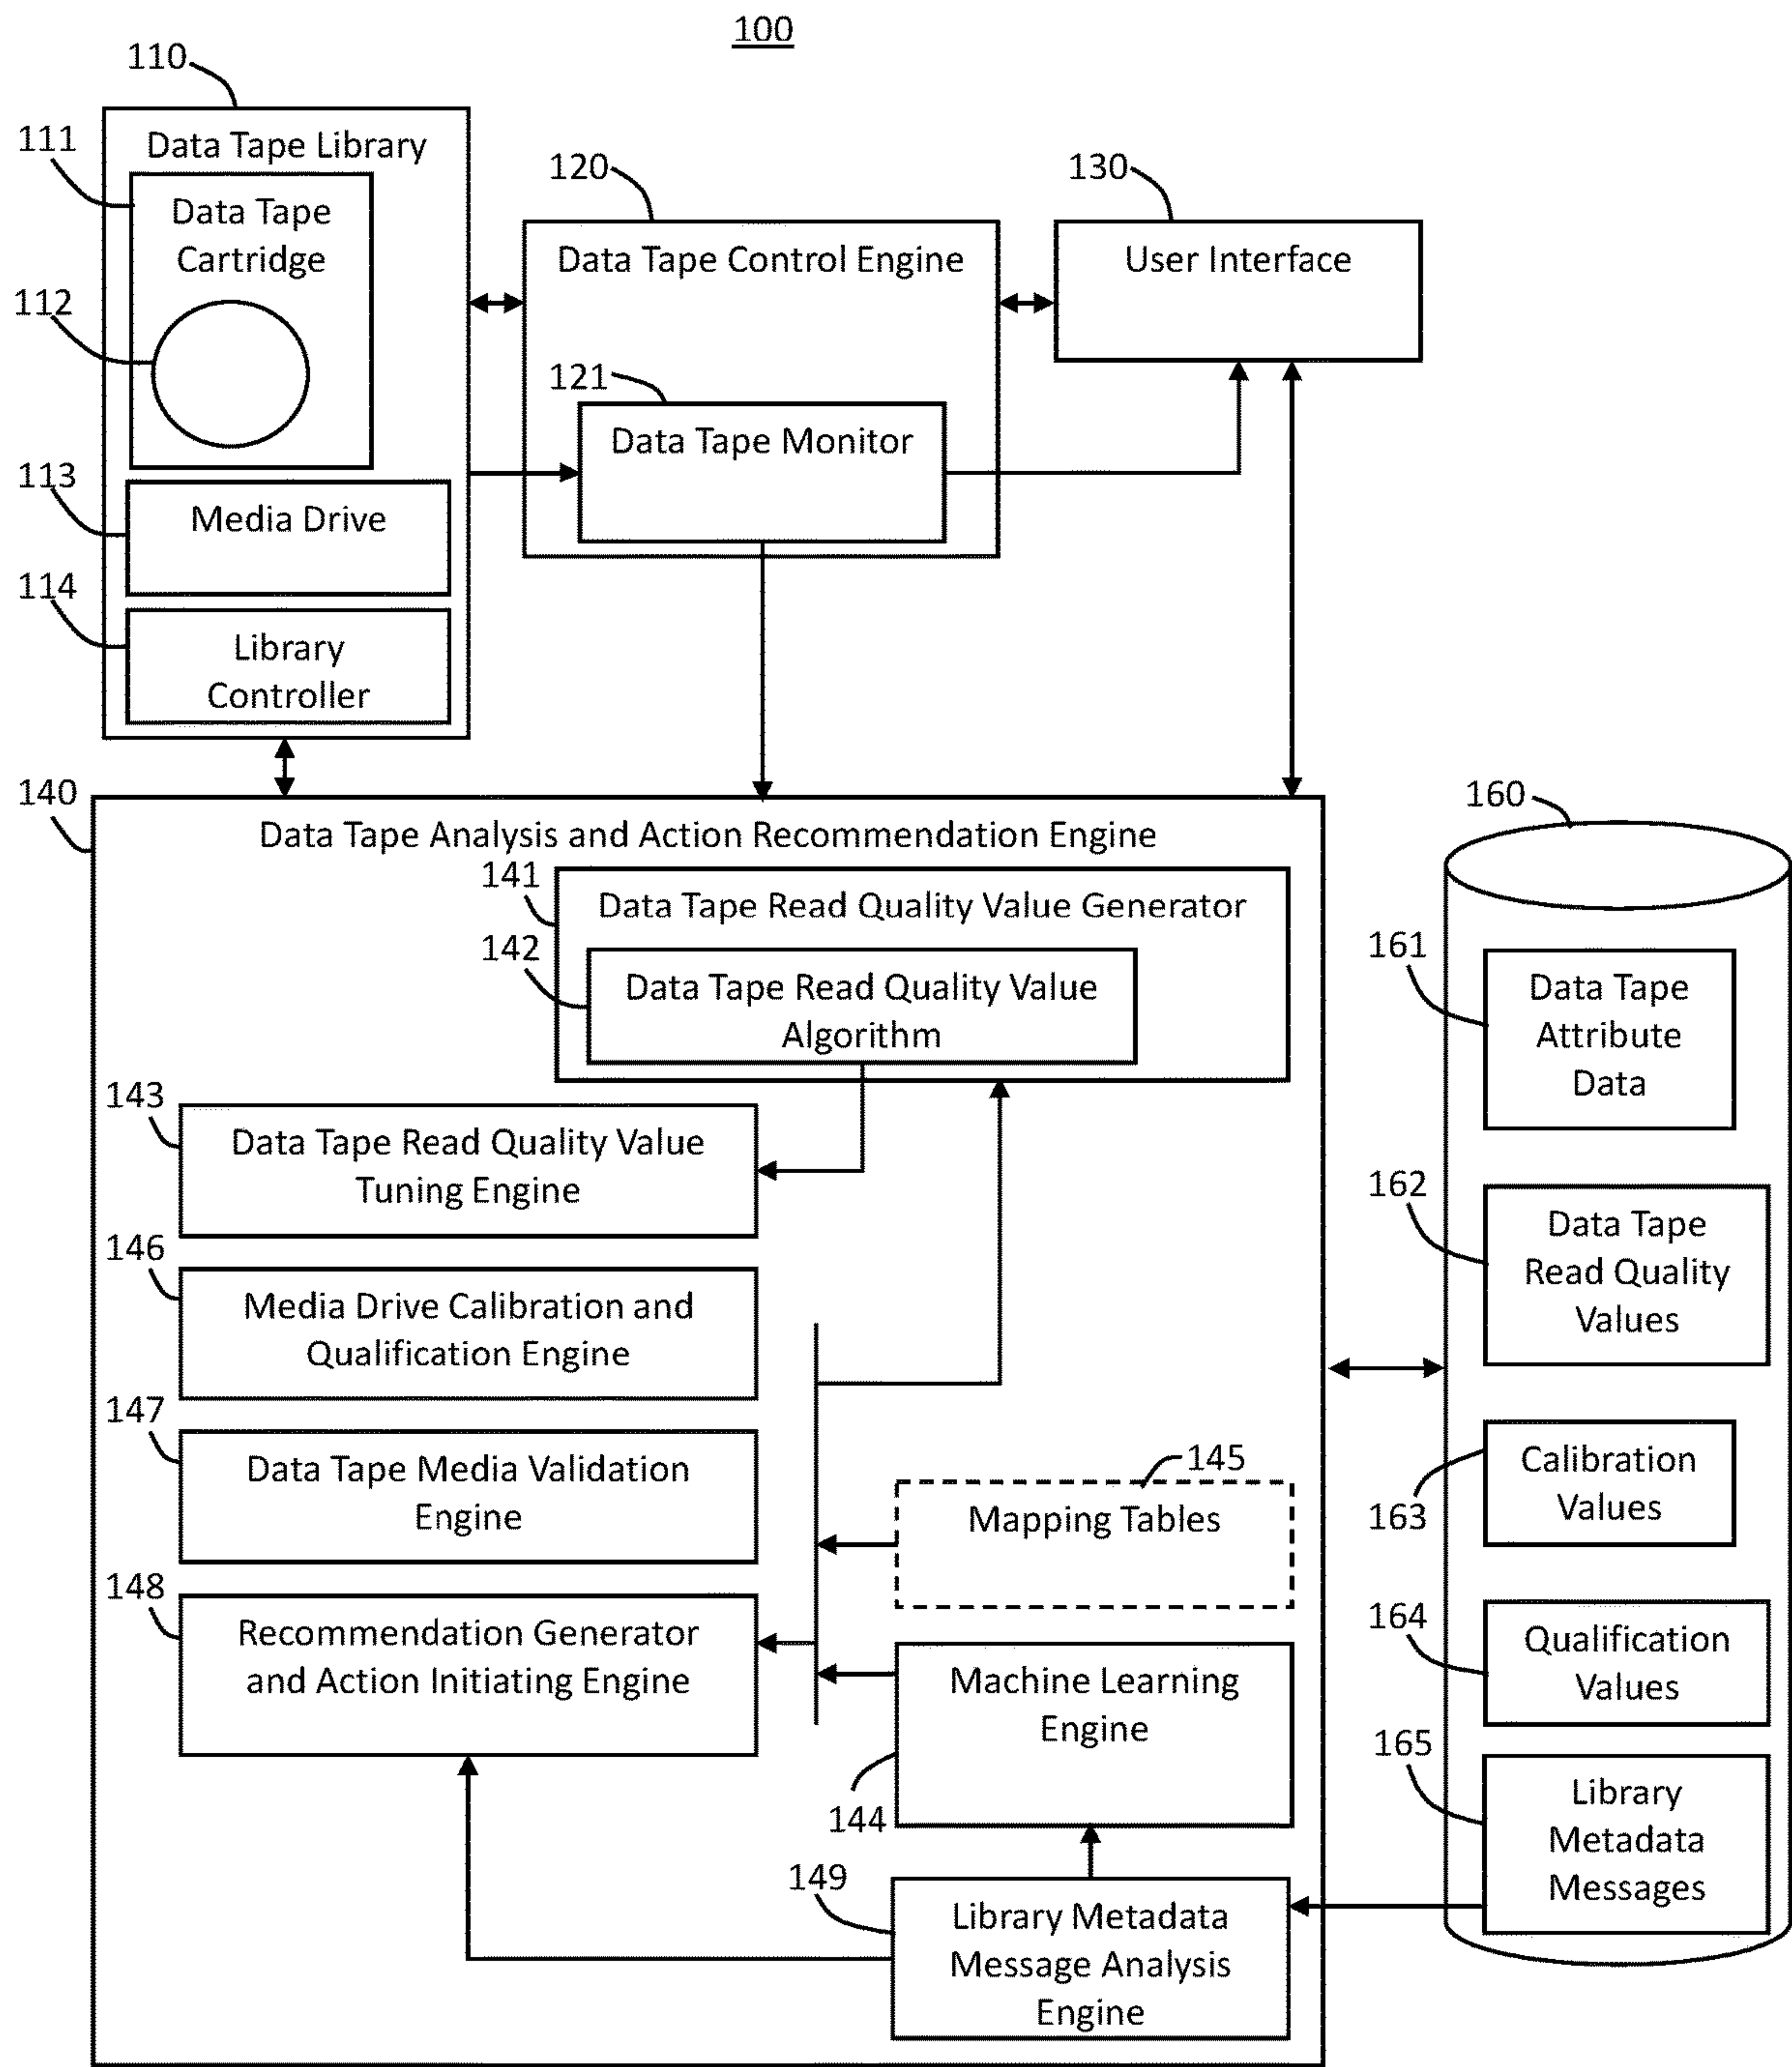 100
110
Data Tape Library
111
Data Tape
Cartridge
112
113
Media Drive
114
Library
Controller
120
Data Tape Control Engine
121
Data Tape Monitor
130
User Interface
140
Data Tape Analysis and Action Recommendation Engine
141
Data Tape Read Quality Value Generator
142
Data Tape Read Quality Value
Algorithm
143
Data Tape Read Quality Value
Tuning Engine
146
Media Drive Calibration and
Qualification Engine
147
Data Tape Media Validation
Engine
145
Mapping Tables
148
Recommendation Generator
and Action Initiating Engine
Machine Learning
Engine
144
149
Library Metadata
Message Analysis
Engine
160
161
Data Tape
Attribute
Data
162
Data Tape
Read Quality
Values
163
Calibration
Values
164
Qualification
Values
165
Library
Metadata
Messages